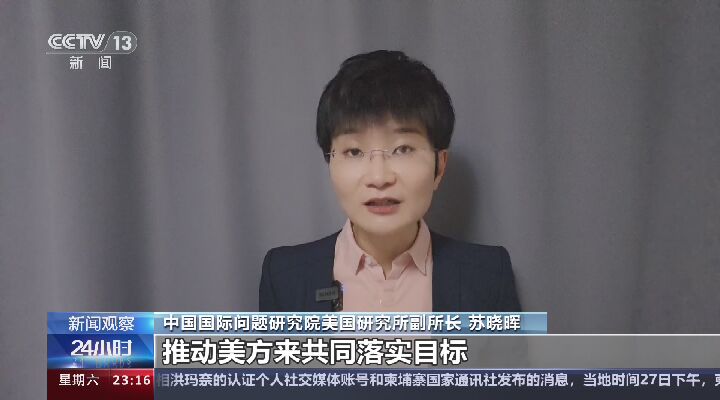 CCTV 13
新闻
新闻观察
中国国际问题研究院美国研究所副所长 苏晓晖
24小时
推动美方来共同落实目标
星期六 23:16 相洪玛奈的认证个人社交媒体账号和柬埔寨国家通讯社发布的消息，当地时间27日下午，